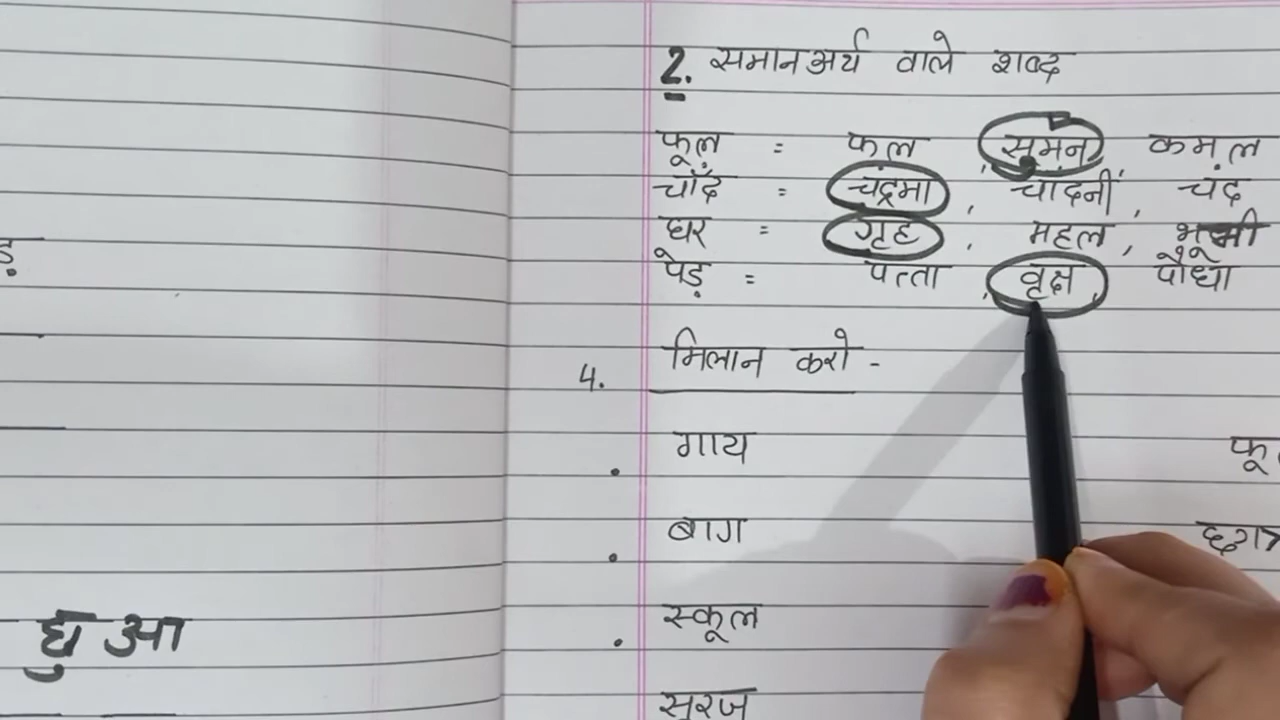 2. समानअर्थ वाले शब्द
फूल = फल , सुमन , कमल
चाँद = चंद्रमा , चांदनीं , चंद
घर = गृह , महल , भूमी
पेड़ = पत्ता , वृक्ष , पौधा
4. मिलान करो -
गाय
बाग
स्कूल
सूरज
धुआ